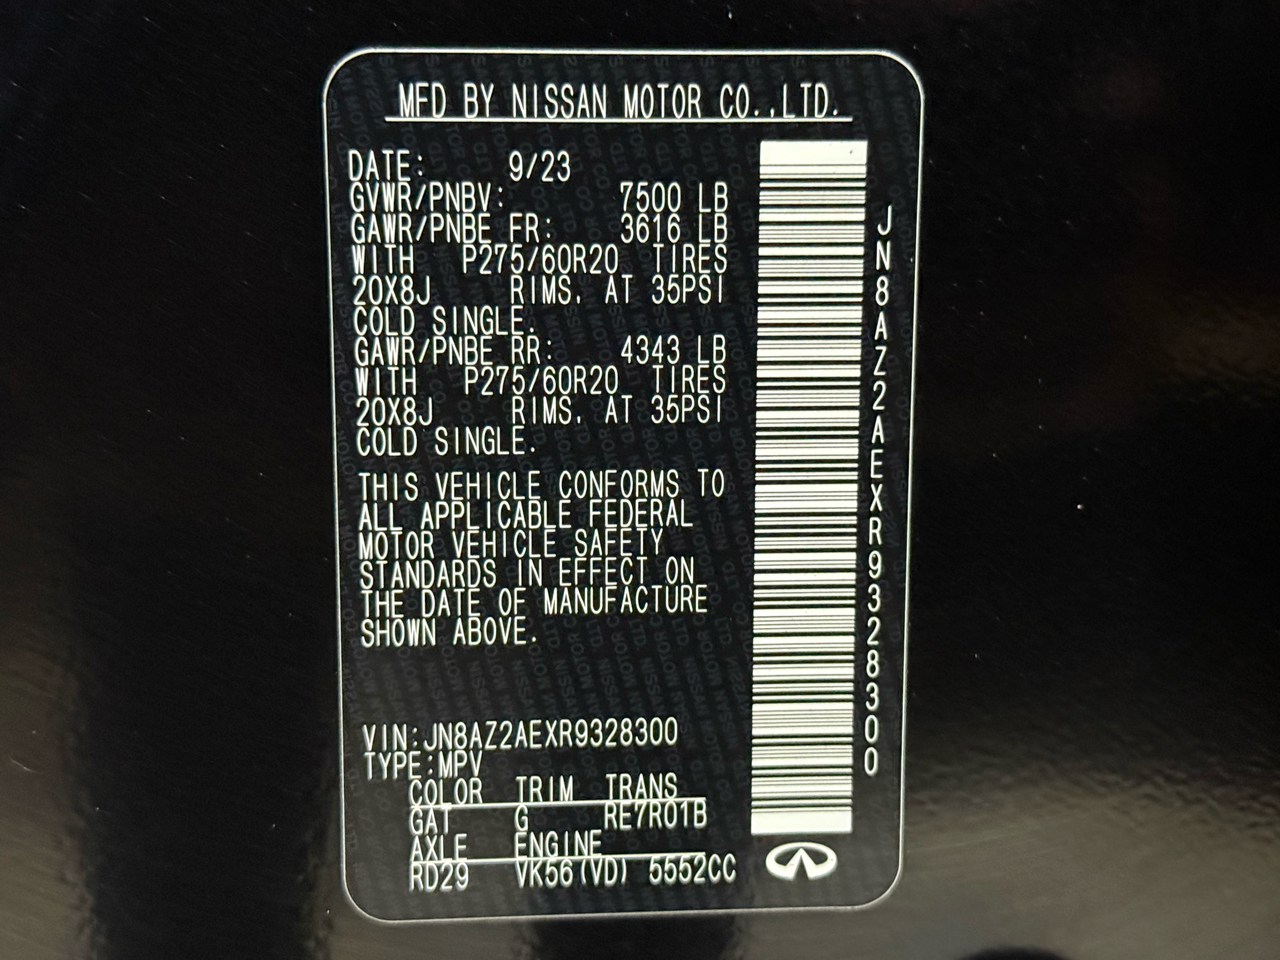 MFD BY NISSAN MOTOR CO.,LTD.
DATE: 9/23
GVWR/PNBV: 7500 LB
GAWR/PNBE FR: 3616 LB
WITH P275/60R20 TIRES
20X8J RIMS. AT 35PSI
COLD SINGLE.
GAWR/PNBE RR: 4343 LB
WITH P275/60R20 TIRES
20X8J RIMS. AT 35PSI
COLD SINGLE.
THIS VEHICLE CONFORMS TO
ALL APPLICABLE FEDERAL
MOTOR VEHICLE SAFETY
STANDARDS IN EFFECT ON
THE DATE OF MANUFACTURE
SHOWN ABOVE.
VIN:JN8AZ2AEXR9328300
TYPE:MPV
COLOR TRIM TRANS
GAT G RE7R01B
AXLE ENGINE
RD29 VK56(VD) 5552CC
JN8AZ2AEXR9328300